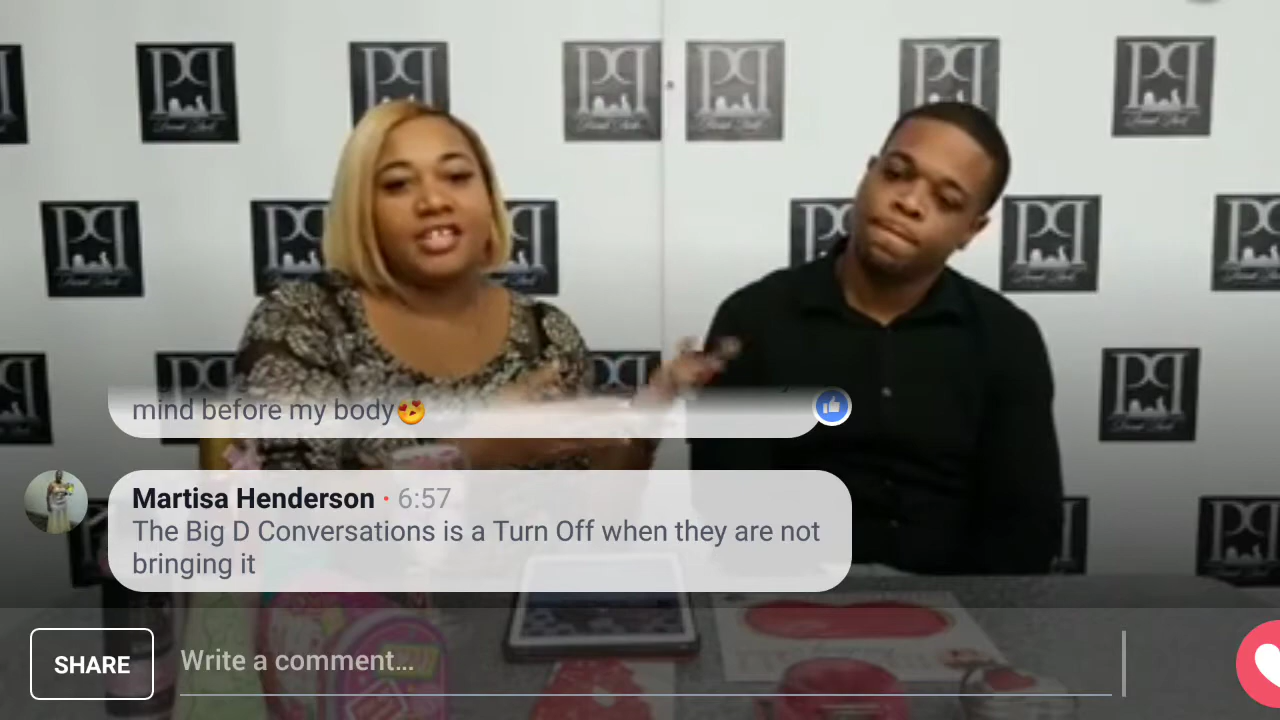 mind before my body😍
Martisa Henderson • 6:57
The Big D Conversations is a Turn Off when they are not
bringing it
SHARE
Write a comment...